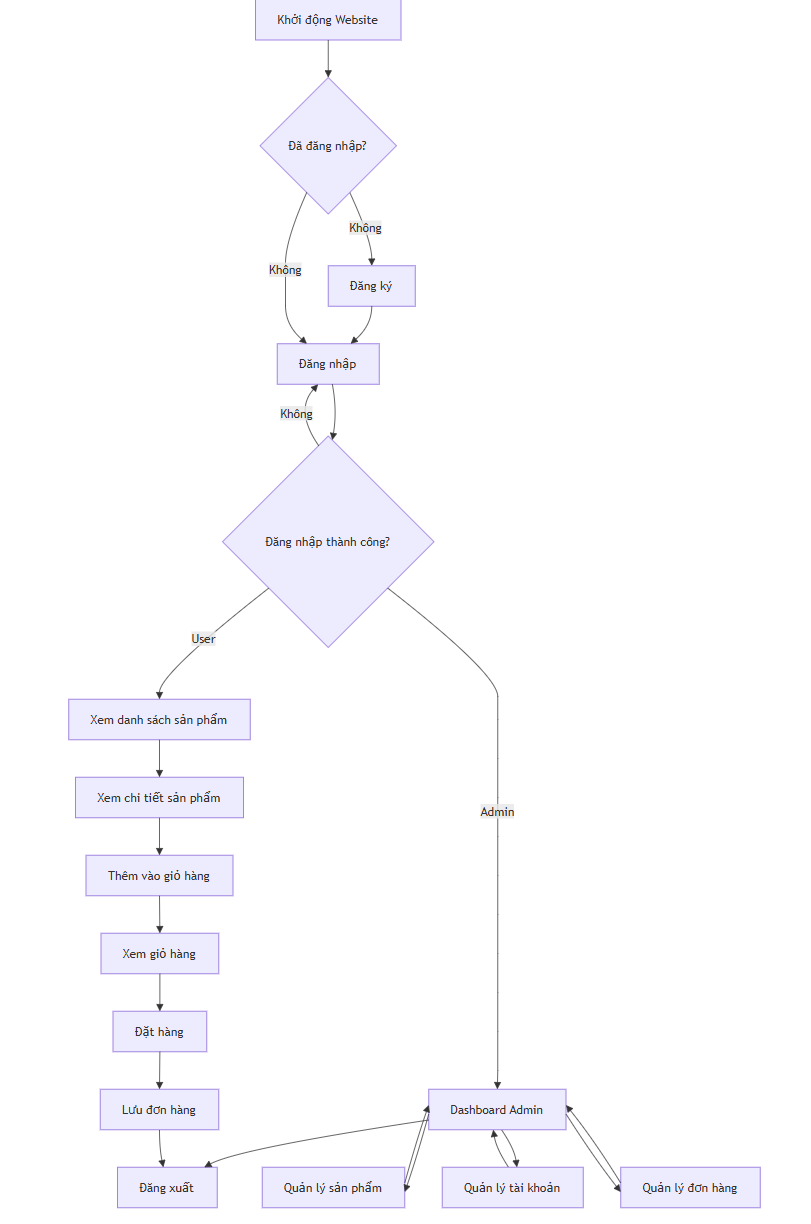 Khởi động Website
Đã đăng nhập?
Không
Không
Đăng ký
Đăng nhập
Không
Đăng nhập thành công?
User
Xem danh sách sản phẩm
Xem chi tiết sản phẩm
Admin
Thêm vào giỏ hàng
Xem giỏ hàng
Đặt hàng
Lưu đơn hàng
Dashboard Admin
Đăng xuất
Quản lý sản phẩm
Quản lý tài khoản
Quản lý đơn hàng